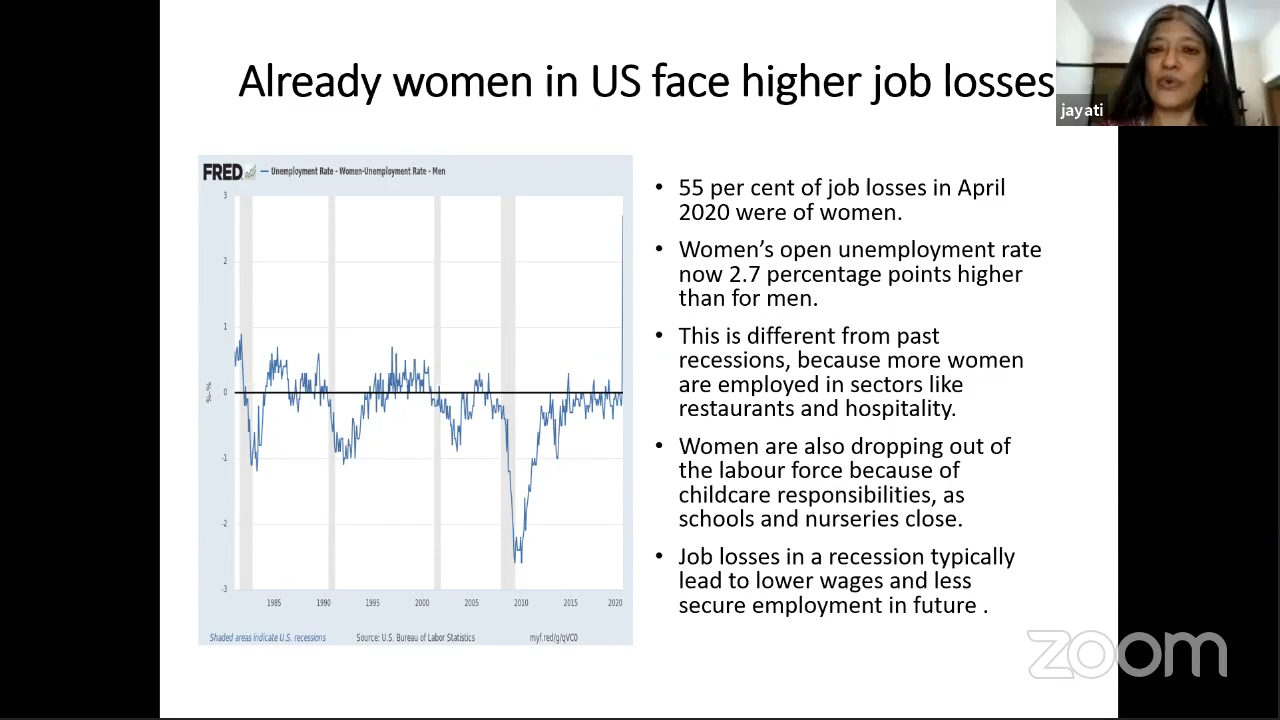 Already women in US face higher job losses
jayati
FRED
Unemployment Rate - Women-Unemployment Rate - Men
3
2
1
0
-1
-2
-3
%-%
1985
1990
1995
2000
2005
2010
2015
2020
Shaded areas indicate U.S. recessions
Source: U.S. Bureau of Labor Statistics
myf.red/g/qVC0
• 55 per cent of job losses in April
2020 were of women.
• Women’s open unemployment rate
now 2.7 percentage points higher
than for men.
• This is different from past
recessions, because more women
are employed in sectors like
restaurants and hospitality.
• Women are also dropping out of
the labour force because of
childcare responsibilities, as
schools and nurseries close.
• Job losses in a recession typically
lead to lower wages and less
secure employment in future .
zoom